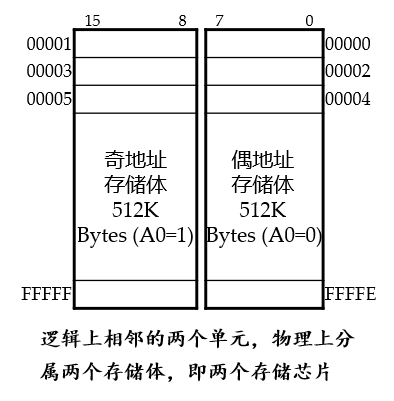 15 8 7 0
00001 00000
00003 00002
00005 00004
奇地址 偶地址
存储体 存储体
512K 512K
Bytes (A0=1) Bytes (A0=0)
FFFFF FFFFE
逻辑上相邻的两个单元，物理上分
属两个存储体，即两个存储芯片